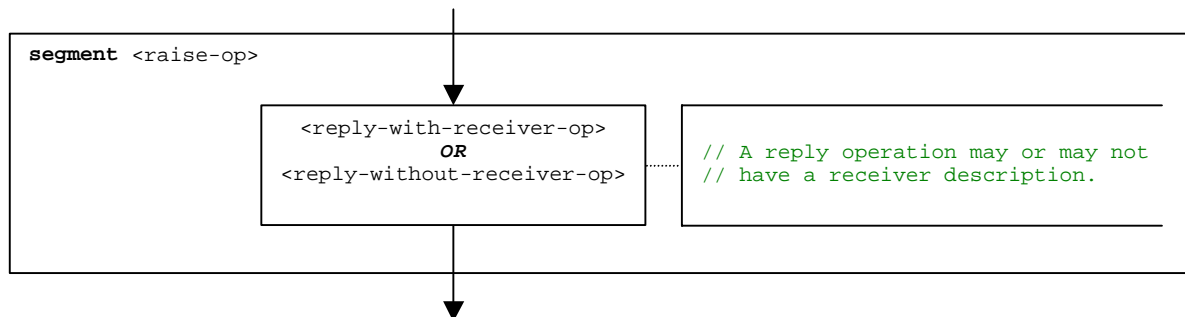 segment <raise-op>
<reply-with-receiver-op>
OR
<reply-without-receiver-op>
// A reply operation may or may not
// have a receiver description.